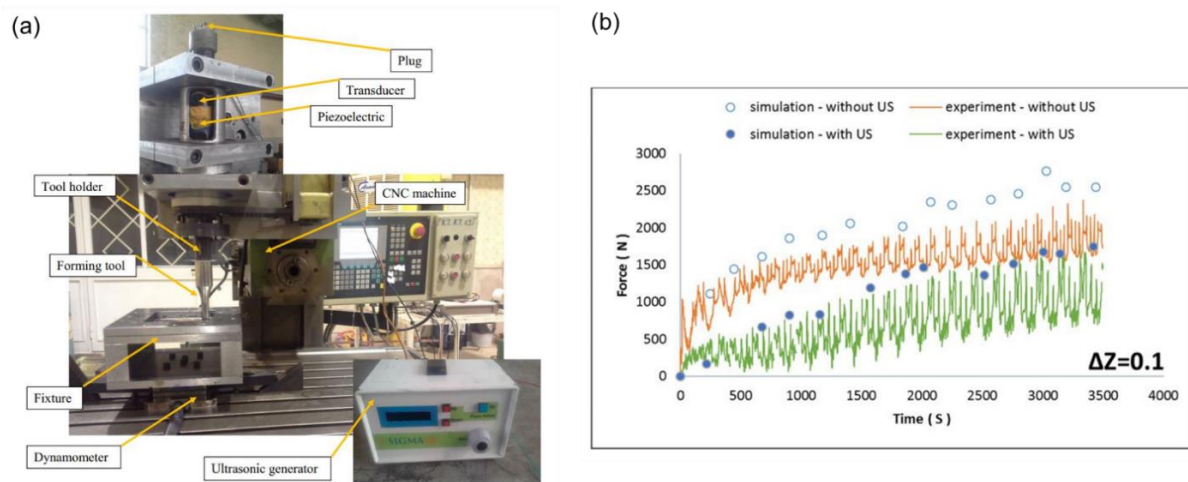 (a)
Plug
Transducer
Piezoelectric
Tool holder
CNC machine
Forming tool
Fixture
Dynamometer
Ultrasonic generator
SIGMA
(b)
simulation - without US
experiment - without US
simulation - with US
experiment - with US
3000
2500
2000
1500
1000
500
0
Force ( N )
0 500 1000 1500 2000 2500 3000 3500 4000
Time ( S )
ΔZ=0.1